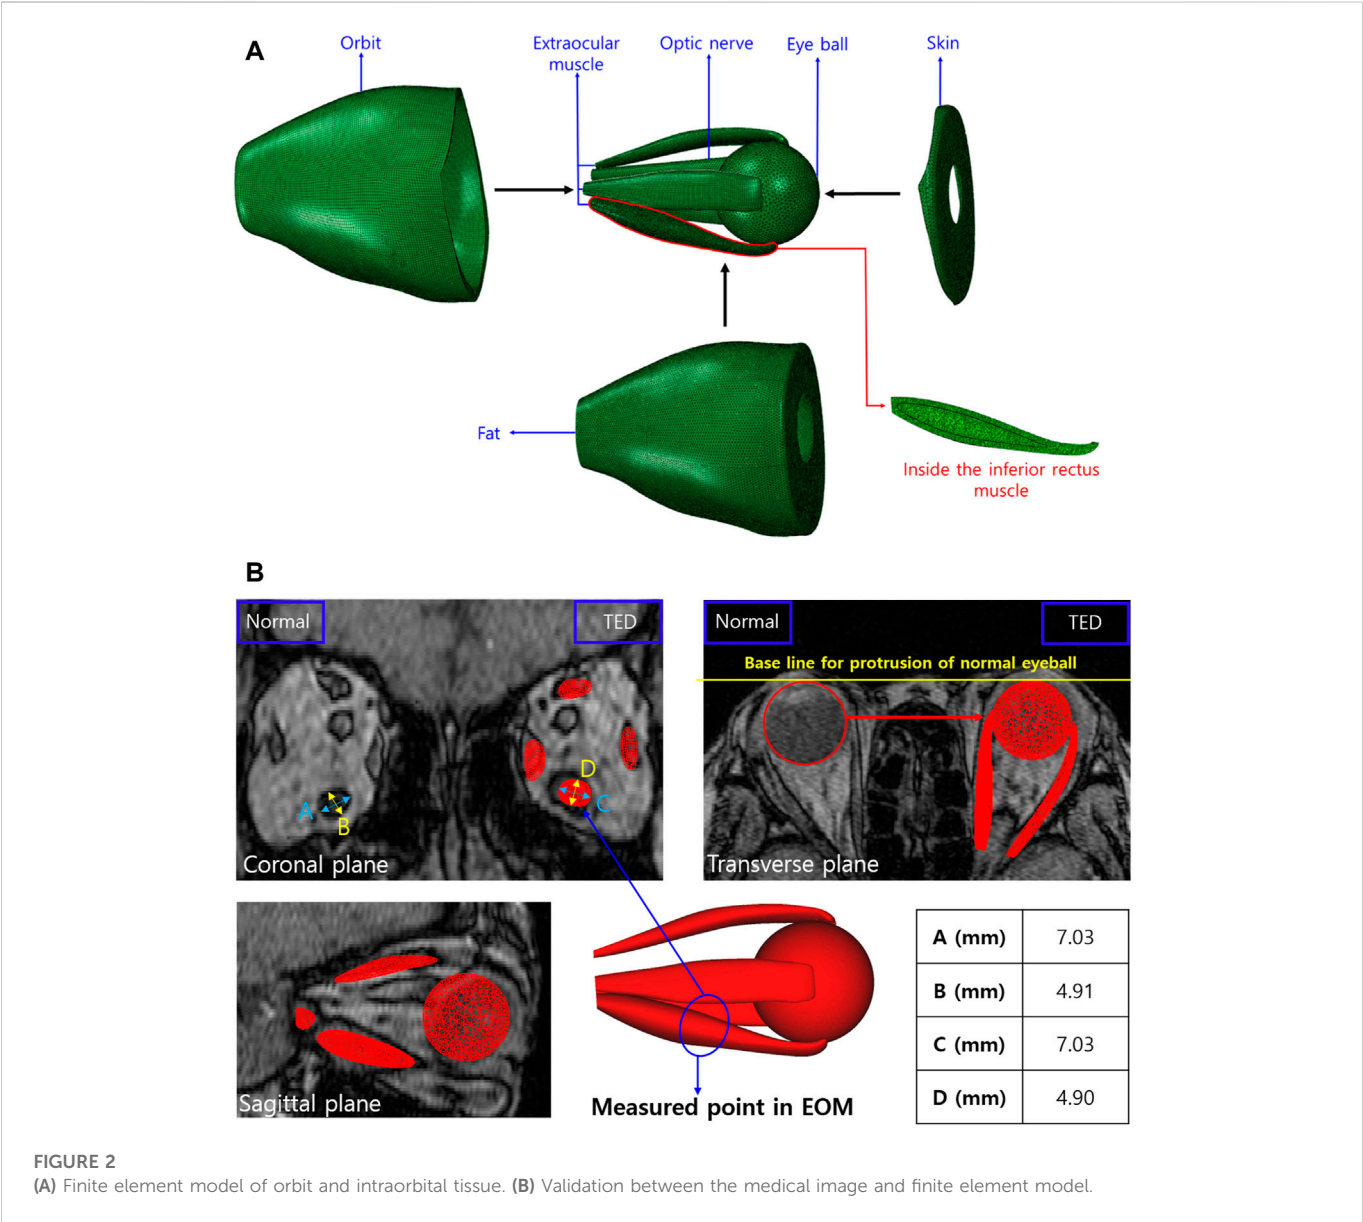 A
Orbit
Extraocular
muscle
Optic nerve
Eye ball
Skin
Fat
Inside the inferior rectus
muscle
B
Normal
TED
A
B
D
C
Coronal plane
Normal
TED
Base line for protrusion of normal eyeball
Transverse plane
Sagittal plane
Measured point in EOM
A (mm) 7.03
B (mm) 4.91
C (mm) 7.03
D (mm) 4.90
FIGURE 2
(A) Finite element model of orbit and intraorbital tissue. (B) Validation between the medical image and finite element model.